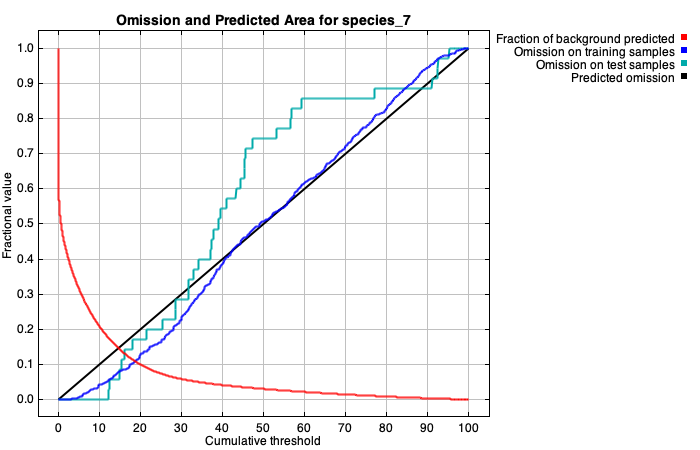 Omission and Predicted Area for species_7
Fraction of background predicted
Omission on training samples
Omission on test samples
Predicted omission
Fractional value
1.0
0.9
0.8
0.7
0.6
0.5
0.4
0.3
0.2
0.1
0.0
0 10 20 30 40 50 60 70 80 90 100
Cumulative threshold